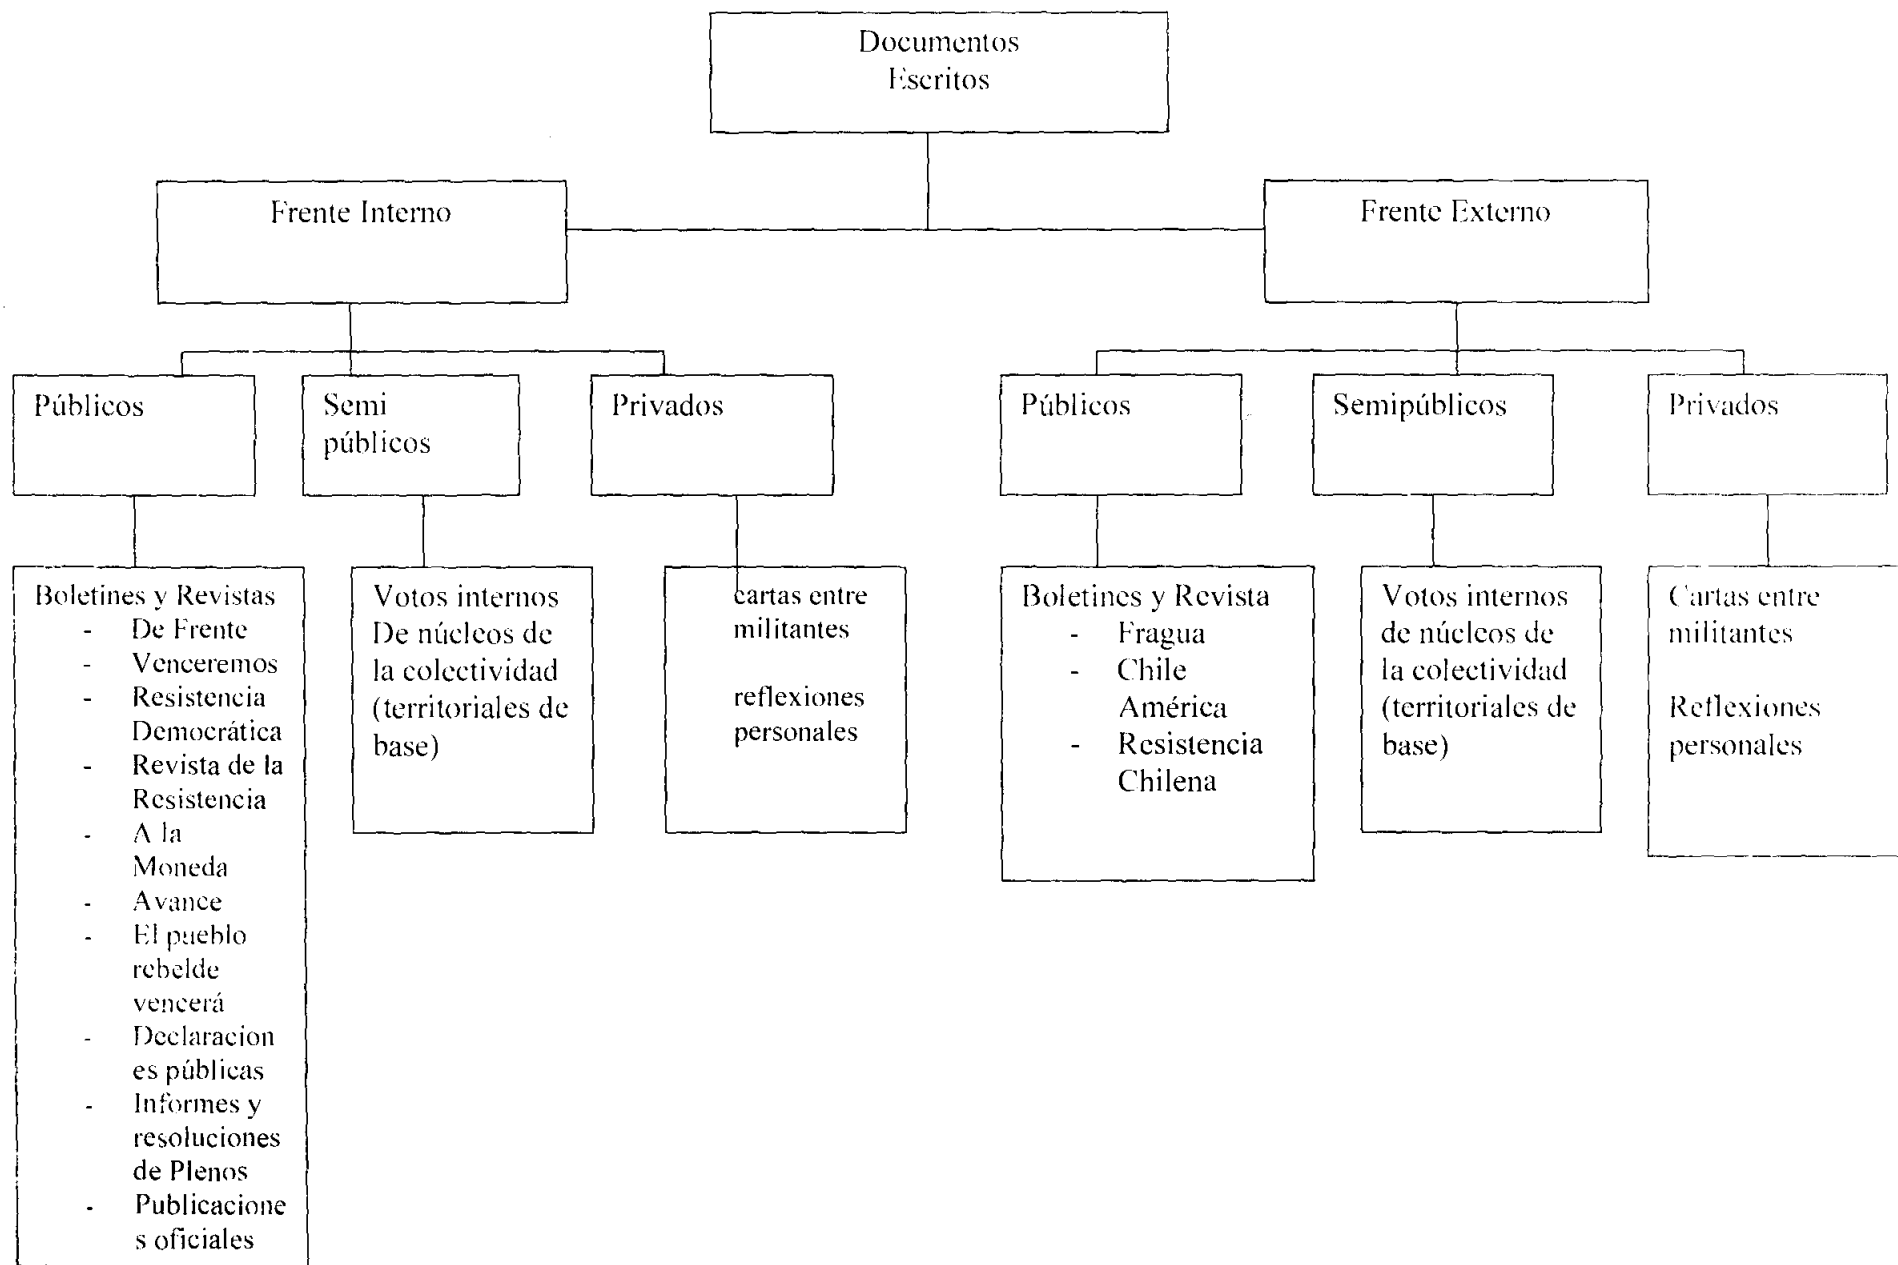 Documentos
Escritos
Frente Interno
Frente Externo
Públicos
Semi
públicos
Privados
Públicos
Semipúblicos
Privados
Boletines y Revistas
- De Frente
- Venceremos
- Resistencia
Democrática
- Revista de la
Resistencia
- A la
Moneda
- Avance
- El pueblo
rebelde
vencerá
- Declaracion
es públicas
- Informes y
resoluciones
de Plenos
- Publicacione
s oficiales
Votos internos
De núcleos de
la colectividad
(territoriales de
base)
cartas entre
militantes
reflexiones
personales
Boletines y Revista
- Fragua
- Chile
América
- Resistencia
Chilena
Votos internos
de núcleos de
la colectividad
(territoriales de
base)
Cartas entre
militantes
Reflexiones
personales